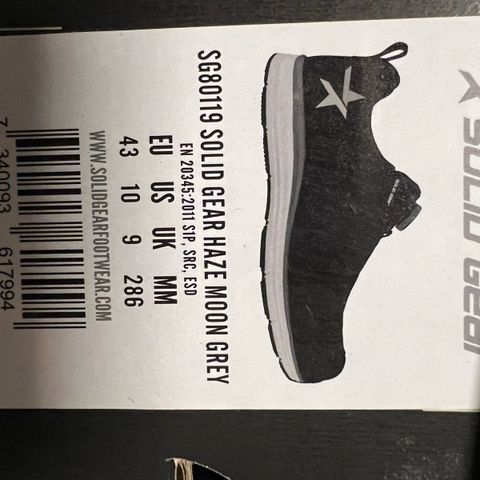 SOLID GEAR
SG80119 SOLID GEAR HAZE MOON GREY
EN 20345:2011 S1P, SRC, ESD
EU US UK MM
43 10 9 286
WWW.SOLIDGEARFOOTWEAR.COM
7 340093 617994